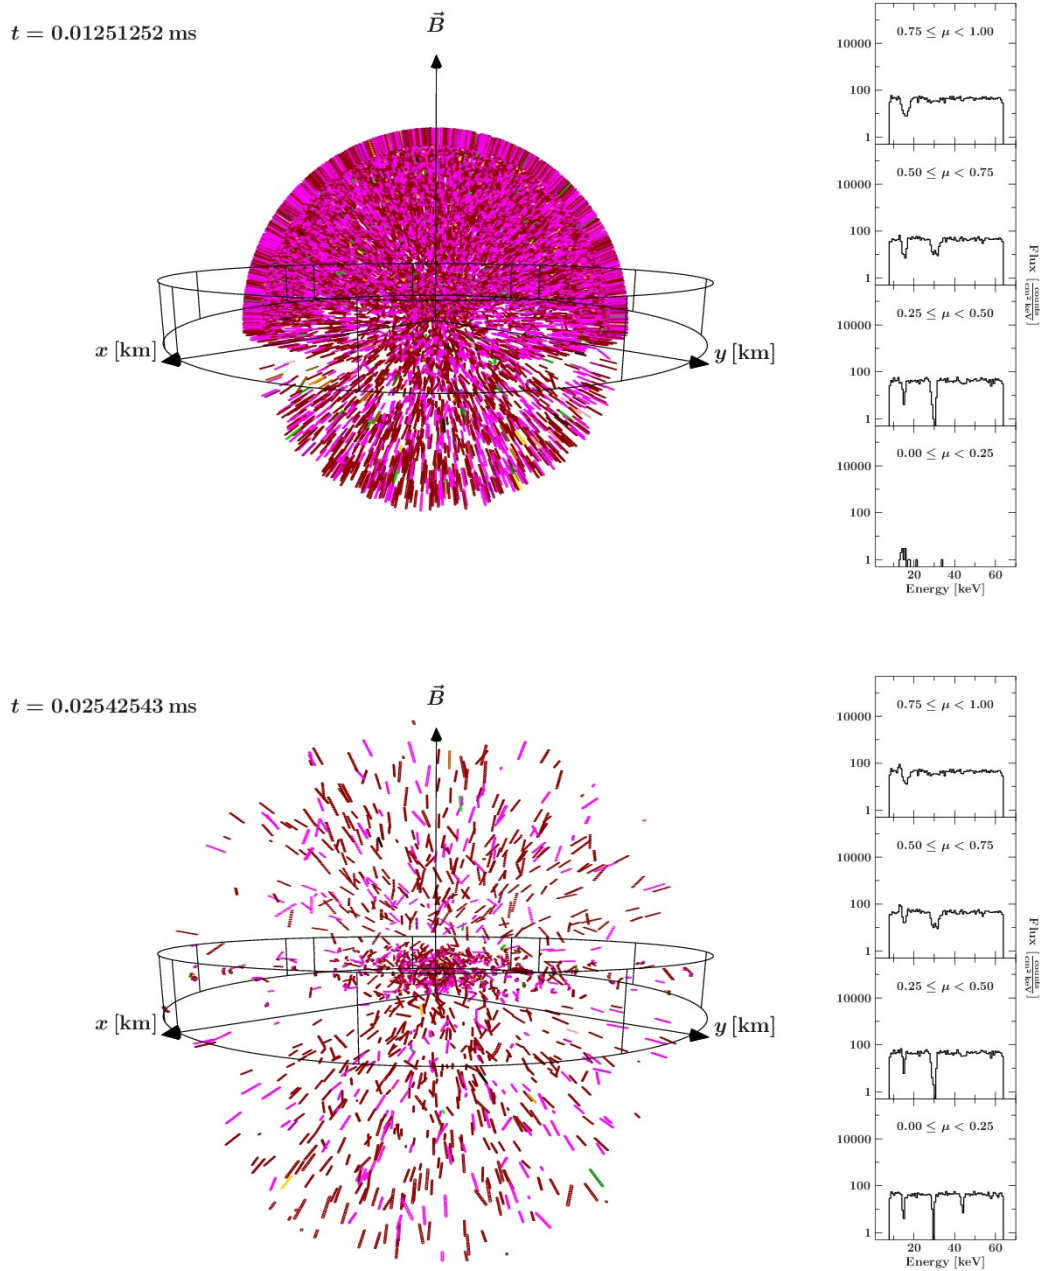 t = 0.01251252 ms
B⃗
x [km]
y [km]
0.75 ≤ μ < 1.00
10000
100
1
0.50 ≤ μ < 0.75
10000
100
1
0.25 ≤ μ < 0.50
10000
100
1
0.00 ≤ μ < 0.25
10000
100
1
20 40 60
Energy [keV]
Flux [counts / cm² keV]
t = 0.02542543 ms
B⃗
x [km]
y [km]
0.75 ≤ μ < 1.00
10000
100
1
0.50 ≤ μ < 0.75
10000
100
1
0.25 ≤ μ < 0.50
10000
100
1
0.00 ≤ μ < 0.25
10000
100
1
20 40 60
Energy [keV]
Flux [counts / cm² keV]